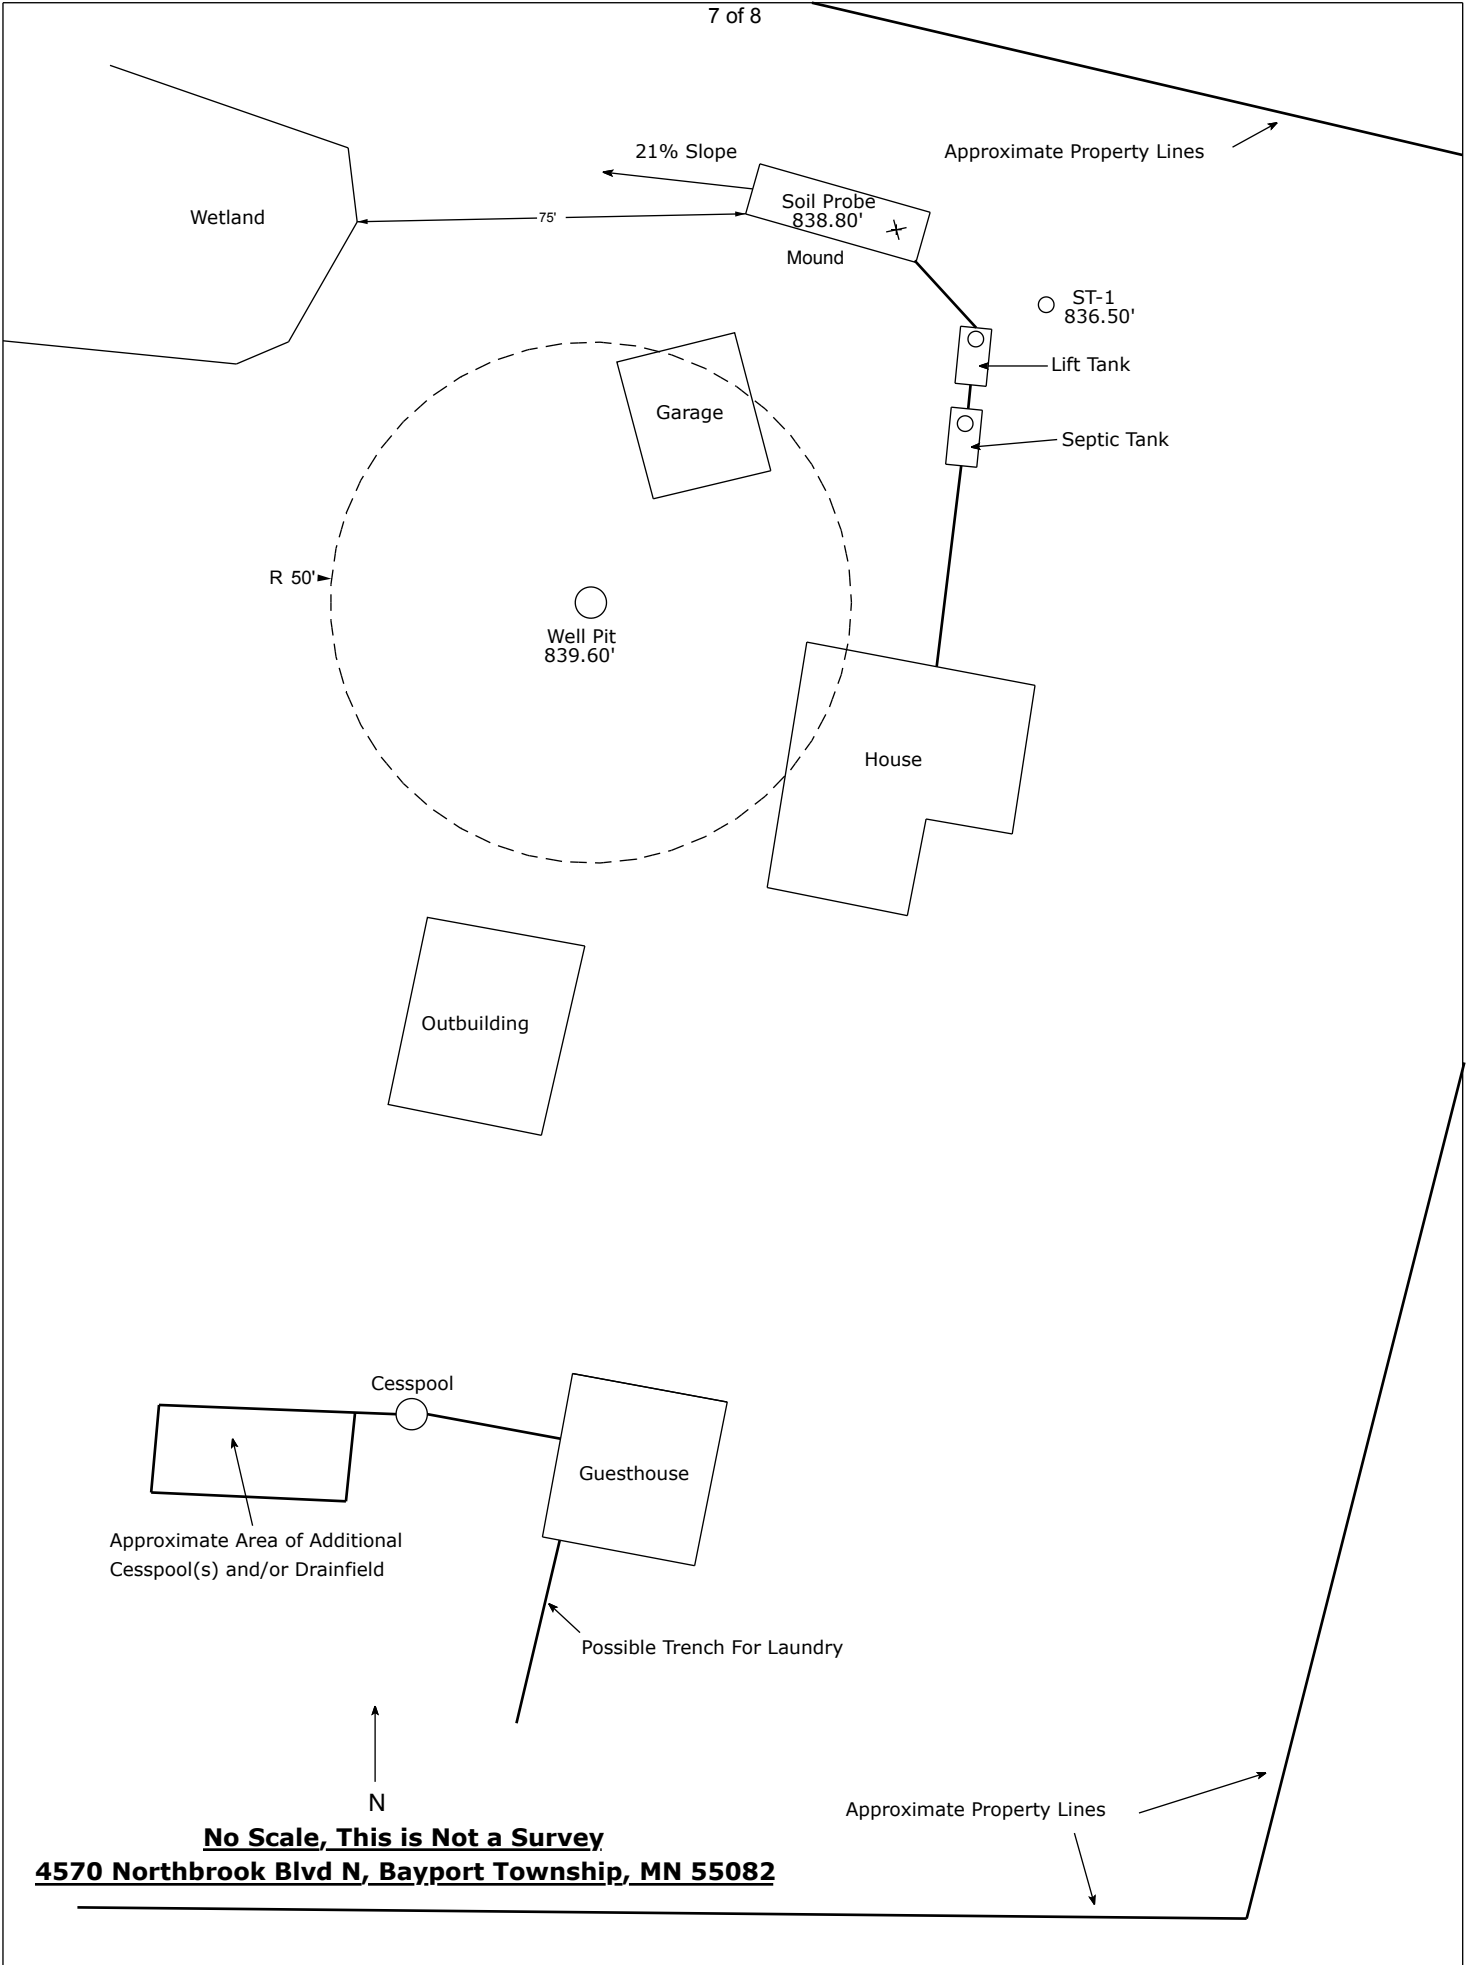 7 of 8
21% Slope
Approximate Property Lines
Soil Probe
838.80'
Wetland
75'
Mound
ST-1
836.50'
Lift Tank
Garage
Septic Tank
R 50'
Well Pit
839.60'
House
Outbuilding
Cesspool
Guesthouse
Approximate Area of Additional
Cesspool(s) and/or Drainfield
Possible Trench For Laundry
N
Approximate Property Lines
No Scale, This is Not a Survey
4570 Northbrook Blvd N, Bayport Township, MN 55082